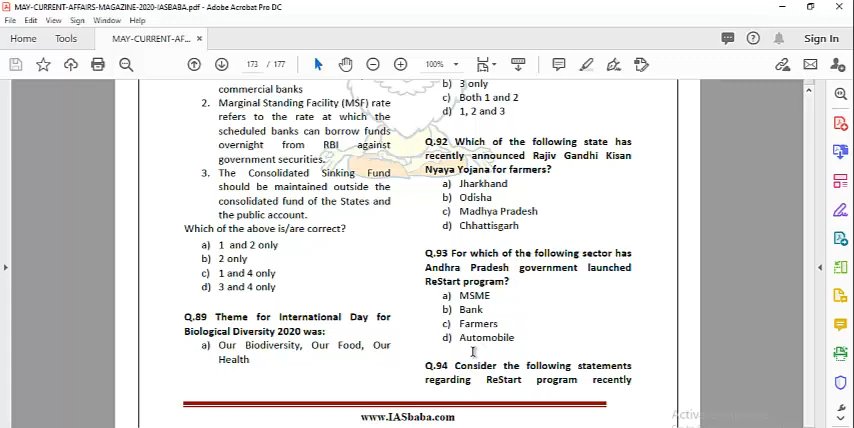 MAY-CURRENT-AFFAIRS-MAGAZINE-2020-IASBABA.pdf - Adobe Acrobat Pro DC
File Edit View Sign Window Help
Home Tools MAY-CURRENT-AF... × Sign In
173 / 177 100%
commercial banks
2. Marginal Standing Facility (MSF) rate
refers to the rate at which the
scheduled banks can borrow funds
overnight from RBI against
government securities.
3. The Consolidated Sinking Fund
should be maintained outside the
consolidated fund of the States and
the public account.
Which of the above is/are correct?
a) 1 and 2 only
b) 2 only
c) 1 and 4 only
d) 3 and 4 only
Q.89 Theme for International Day for
Biological Diversity 2020 was:
a) Our Biodiversity, Our Food, Our
Health
b) 3 only
c) Both 1 and 2
d) 1, 2 and 3
Q.92 Which of the following state has
recently announced Rajiv Gandhi Kisan
Nyaya Yojana for farmers?
a) Jharkhand
b) Odisha
c) Madhya Pradesh
d) Chhattisgarh
Q.93 For which of the following sector has
Andhra Pradesh government launched
ReStart program?
a) MSME
b) Bank
c) Farmers
d) Automobile
Q.94 Consider the following statements
regarding ReStart program recently
www.IASbaba.com